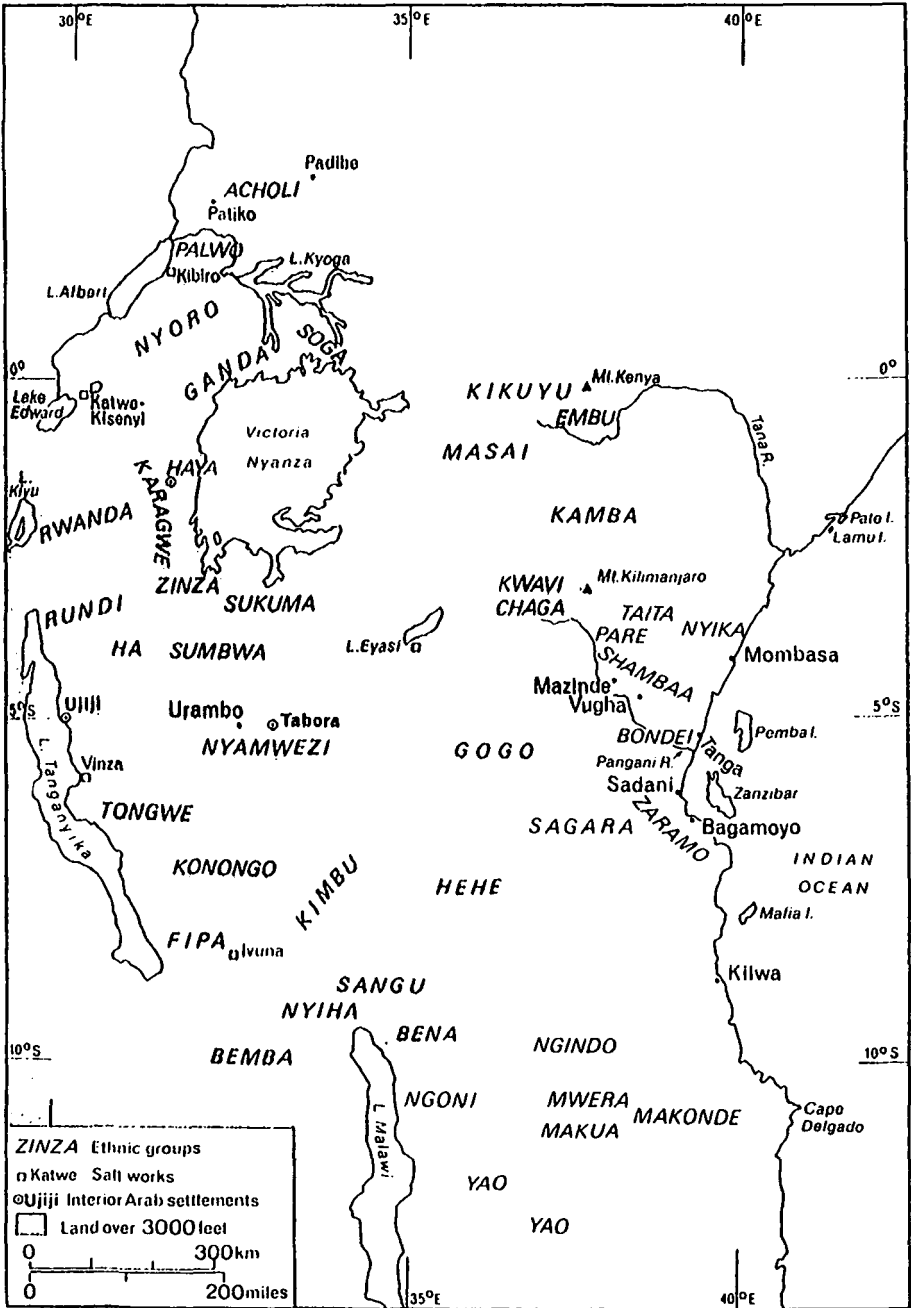 30°E
35°E
40°E
Padibe
ACHOLI
Patiko
PALWO
L.Kyoga
Kibiro
L.Albert
NYORO
SOGA
GANDA
0°
0°
Mt.Kenya
KIKUYU
Lake
Edward
Katwe-
Kisenyi
EMBU
Tana R.
Victoria
Nyanza
MASAI
HAYA
KARAGWE
L.
Kivu
RWANDA
KAMBA
Pate I.
Lamu I.
ZINZA
SUKUMA
KWAVI
Mt.Kilimanjaro
CHAGA
RUNDI
TAITA
NYIKA
PARE
HA
SUMBWA
L.Eyasi
Mombasa
SHAMBAA
Mazinde
Vugha
Ujiji
5°S
5°S
Urambo
Tabora
Pemba I.
NYAMWEZI
GOGO
BONDEI
Tanga
Pangani R.
Vinza
L. Tanganyika
Sadani
Zanzibar
TONGWE
SAGARA
ZARAMO
Bagamoyo
INDIAN
OCEAN
KONONGO
KIMBU
HEHE
Mafia I.
FIPA
Ivuna
Kilwa
SANGU
NYIHA
BENA
NGINDO
BEMBA
10°S
10°S
NGONI
MWERA
MAKONDE
Cape
Delgado
MAKUA
L. Malawi
YAO
YAO
ZINZA Ethnic groups
Katwe Salt works
Ujiji Interior Arab settlements
Land over 3000 feet
0 300km
0 200miles
35°E
40°E